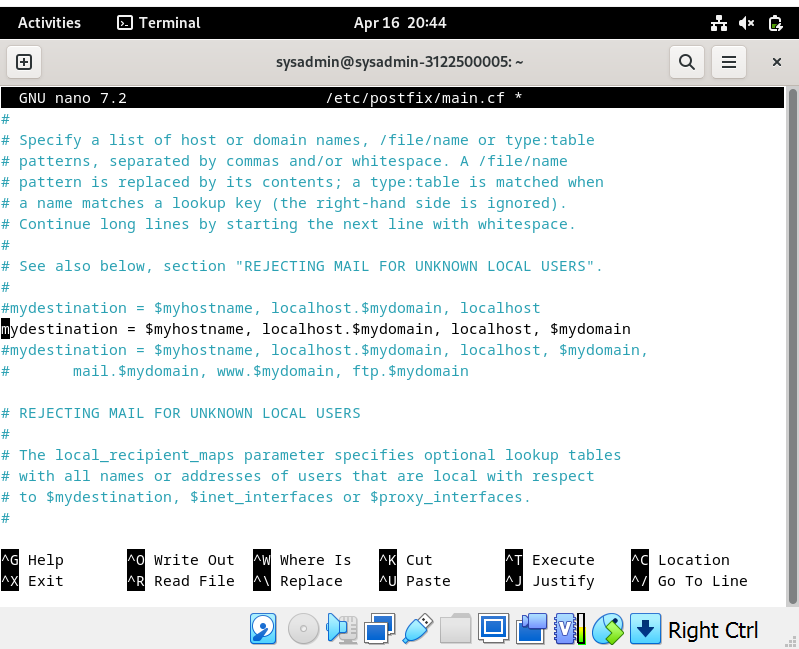 Activities Terminal Apr 16 20:44
sysadmin@sysadmin-3122500005: ~
GNU nano 7.2 /etc/postfix/main.cf *
#
# Specify a list of host or domain names, /file/name or type:table
# patterns, separated by commas and/or whitespace. A /file/name
# pattern is replaced by its contents; a type:table is matched when
# a name matches a lookup key (the right-hand side is ignored).
# Continue long lines by starting the next line with whitespace.
#
# See also below, section "REJECTING MAIL FOR UNKNOWN LOCAL USERS".
#
#mydestination = $myhostname, localhost.$mydomain, localhost
mydestination = $myhostname, localhost.$mydomain, localhost, $mydomain
#mydestination = $myhostname, localhost.$mydomain, localhost, $mydomain,
#       mail.$mydomain, www.$mydomain, ftp.$mydomain
# REJECTING MAIL FOR UNKNOWN LOCAL USERS
#
# The local_recipient_maps parameter specifies optional lookup tables
# with all names or addresses of users that are local with respect
# to $mydestination, $inet_interfaces or $proxy_interfaces.
#
^G Help ^O Write Out ^W Where Is ^K Cut ^T Execute ^C Location
^X Exit ^R Read File ^\ Replace ^U Paste ^J Justify ^/ Go To Line
V Right Ctrl